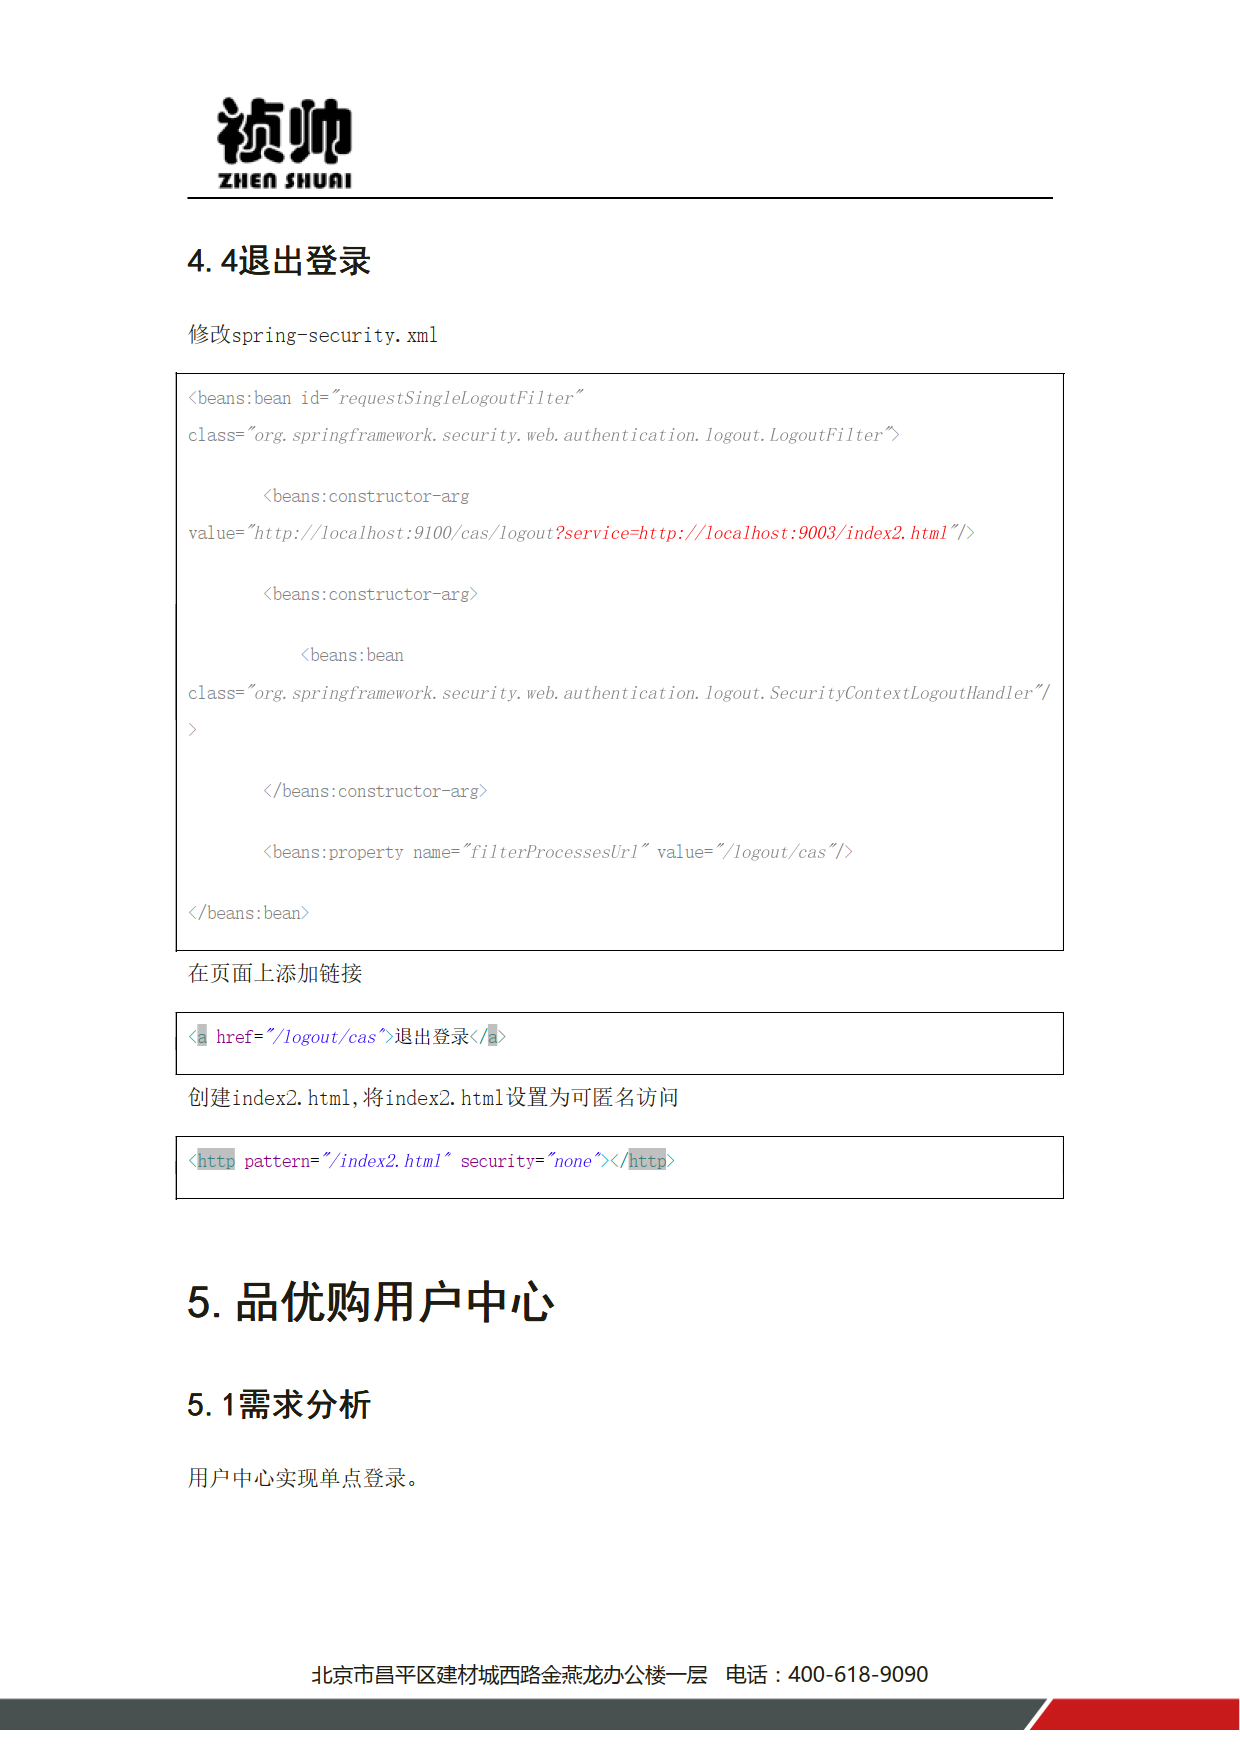 祯帅
ZHEN SHUAI
4.4退出登录
修改spring-security.xml
<beans:bean id="requestSingleLogoutFilter"
class="org.springframework.security.web.authentication.logout.LogoutFilter">
<beans:constructor-arg
value="http://localhost:9100/cas/logout?service=http://localhost:9003/index2.html"/>
<beans:constructor-arg>
<beans:bean
class="org.springframework.security.web.authentication.logout.SecurityContextLogoutHandler"/
>
</beans:constructor-arg>
<beans:property name="filterProcessesUrl" value="/logout/cas"/>
</beans:bean>
在页面上添加链接
<a href="/logout/cas">退出登录</a>
创建index2.html,将index2.html设置为可匿名访问
<http pattern="/index2.html" security="none"></http>
5.品优购用户中心
5.1需求分析
用户中心实现单点登录。
北京市昌平区建材城西路金燕龙办公楼一层 电话：400-618-9090